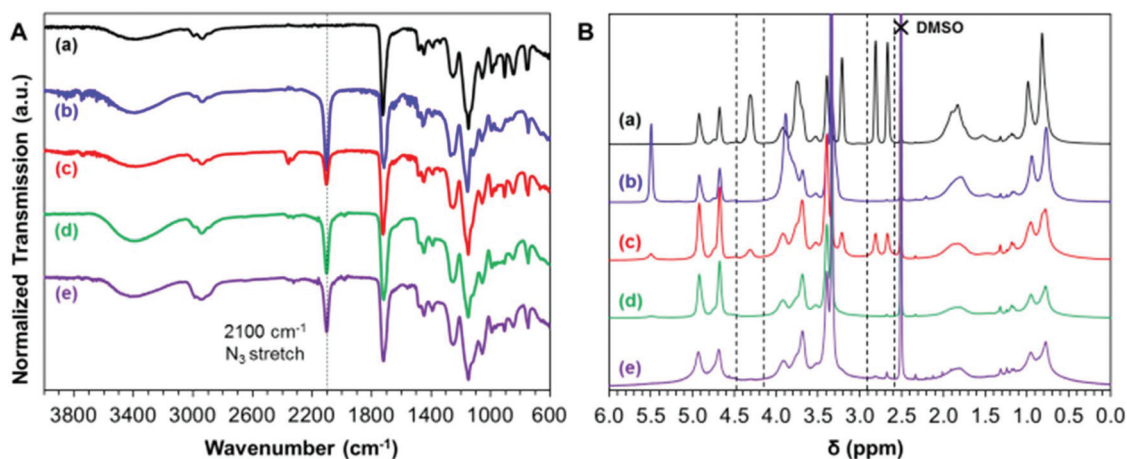 A
(a)
(b)
(c)
(d)
(e)
2100 cm⁻¹
N₃ stretch
Normalized Transmission (a.u.)
3800 3000 2200 1800 1400 1000 600
Wavenumber (cm⁻¹)
B
DMSO
(a)
(b)
(c)
(d)
(e)
6.0 5.5 5.0 4.5 4.0 3.5 3.0 2.5 2.0 1.5 1.0 0.5 0.0
δ (ppm)